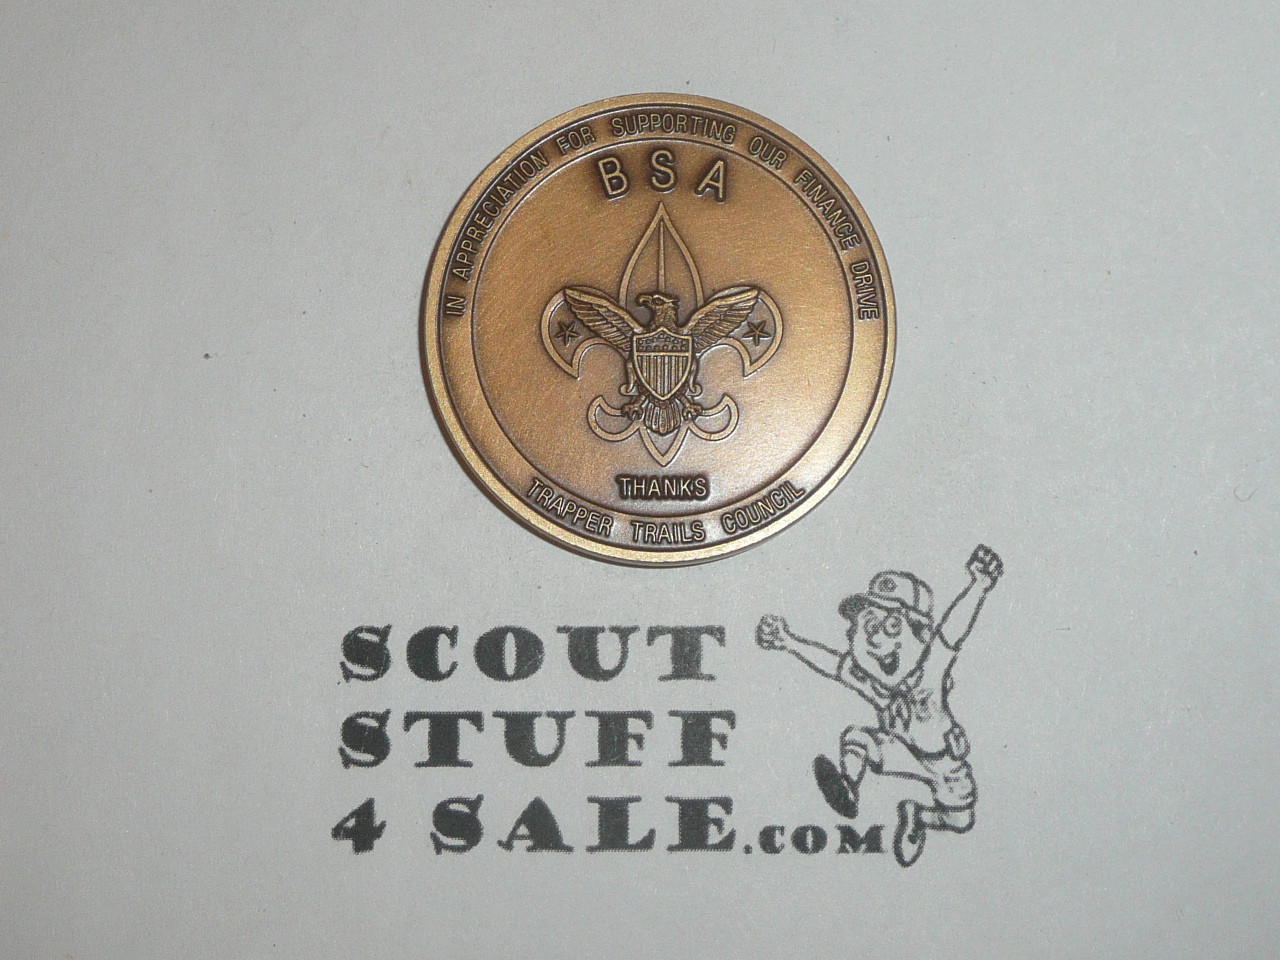 IN APPRECIATION FOR SUPPORTING OUR FINANCE DRIVE
BSA
THANKS
TRAPPER TRAILS COUNCIL
SCOUT
STUFF
4 SALE.COM